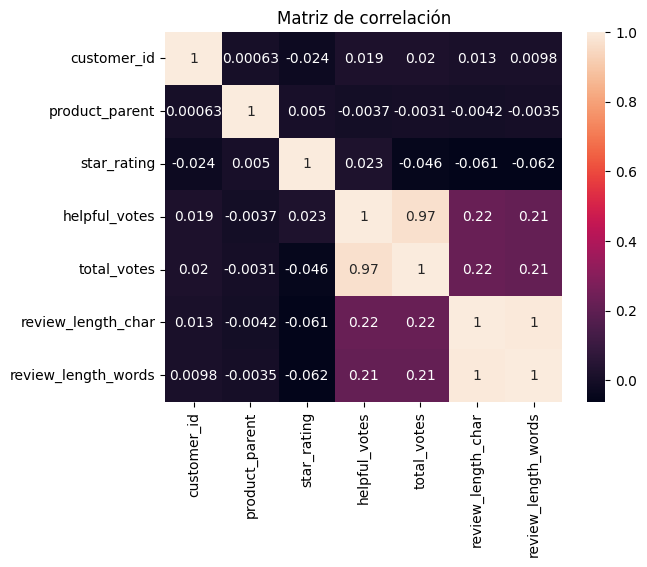 Matriz de correlación
customer_id 1 0.00063 -0.024 0.019 0.02 0.013 0.0098
product_parent 0.00063 1 0.005 -0.0037 -0.0031 -0.0042 -0.0035
star_rating -0.024 0.005 1 0.023 -0.046 -0.061 -0.062
helpful_votes 0.019 -0.0037 0.023 1 0.97 0.22 0.21
total_votes 0.02 -0.0031 -0.046 0.97 1 0.22 0.21
review_length_char 0.013 -0.0042 -0.061 0.22 0.22 1 1
review_length_words 0.0098 -0.0035 -0.062 0.21 0.21 1 1
customer_id
product_parent
star_rating
helpful_votes
total_votes
review_length_char
review_length_words
1.0
0.8
0.6
0.4
0.2
0.0